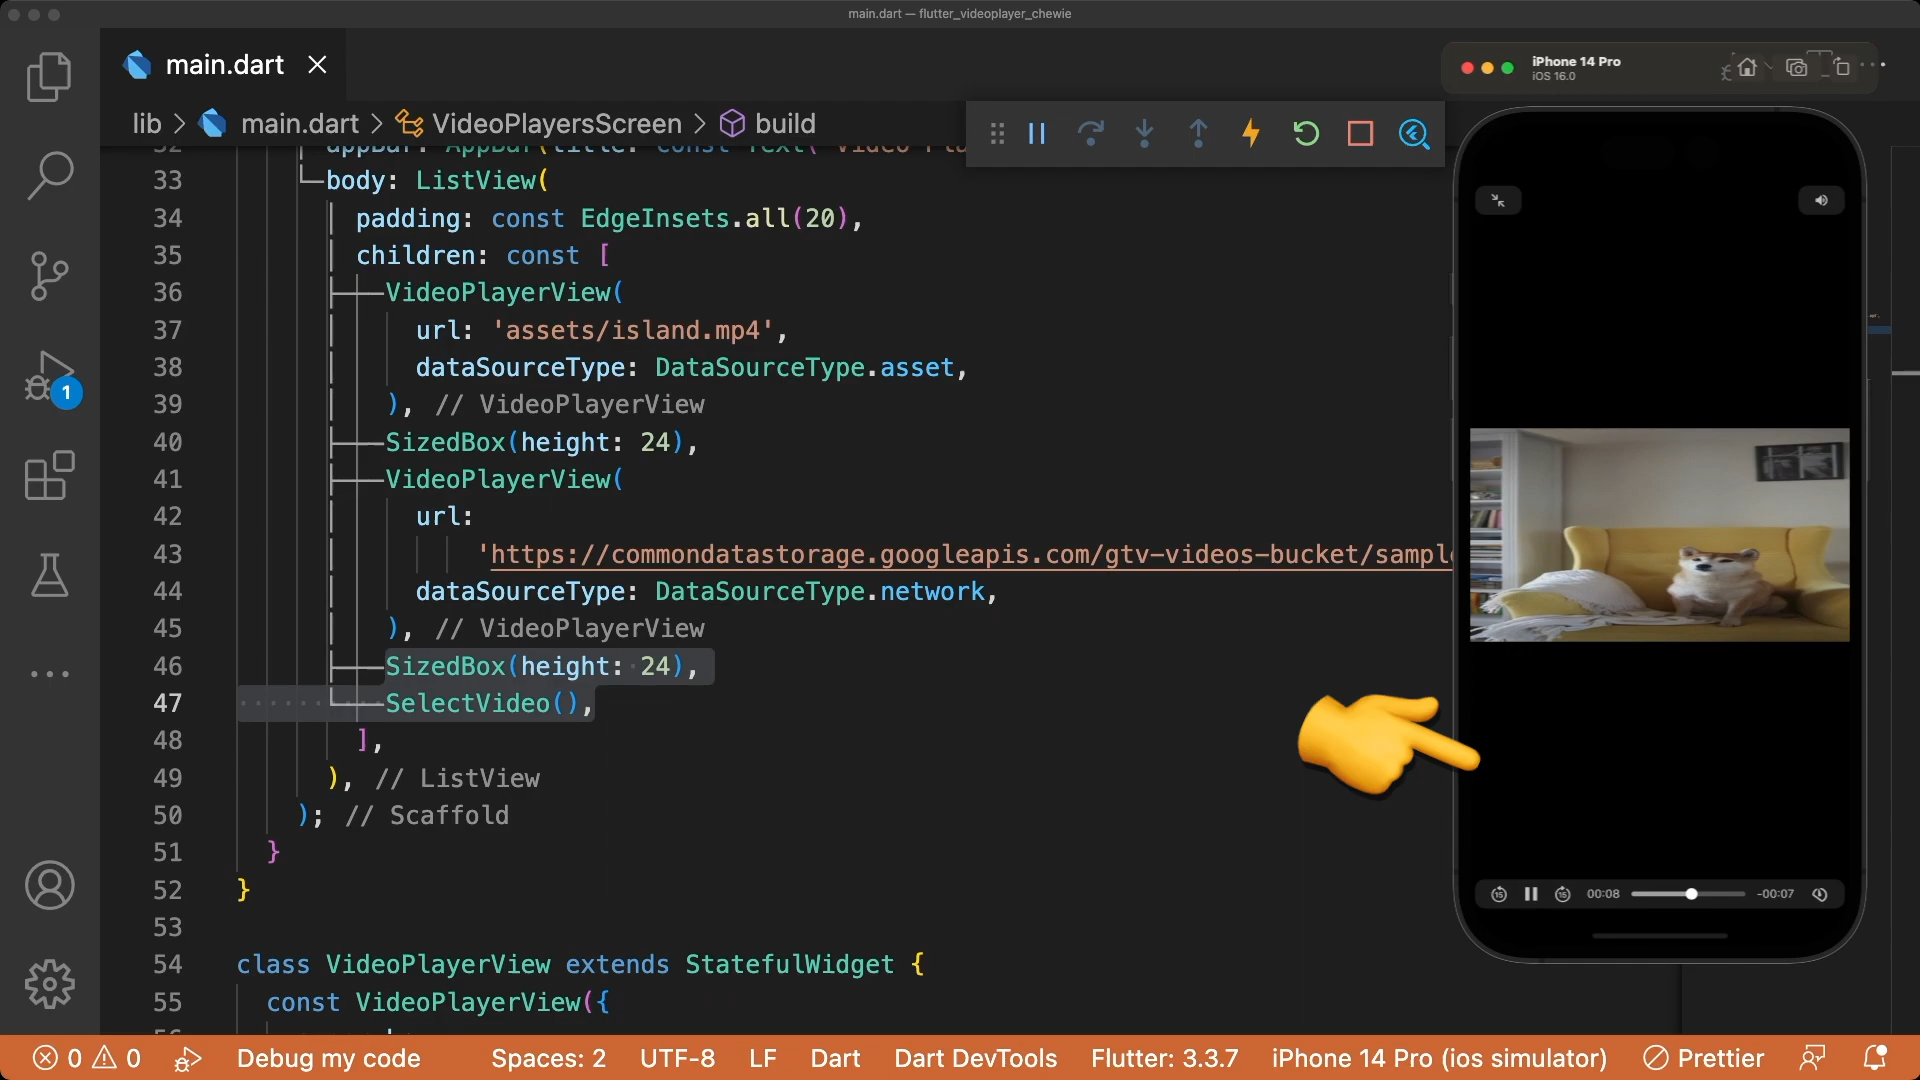 main.dart — flutter_videoplayer_chewie
main.dart
iPhone 14 Pro
iOS 16.0
lib > main.dart > VideoPlayersScreen > build
33 body: ListView(
34 padding: const EdgeInsets.all(20),
35 children: const [
36 VideoPlayerView(
37 url: 'assets/island.mp4',
38 dataSourceType: DataSourceType.asset,
39 ), // VideoPlayerView
40 SizedBox(height: 24),
41 VideoPlayerView(
42 url:
43 'https://commondatastorage.googleapis.com/gtv-videos-bucket/sample
44 dataSourceType: DataSourceType.network,
45 ), // VideoPlayerView
46 SizedBox(height: 24),
47 SelectVideo(),
48 ],
49 ), // ListView
50 ); // Scaffold
51 }
52 }
53
54 class VideoPlayerView extends StatefulWidget {
55 const VideoPlayerView({
1
15 15 00:08 -00:07
0 0 Debug my code Spaces: 2 UTF-8 LF Dart Dart DevTools Flutter: 3.3.7 iPhone 14 Pro (ios simulator) Prettier